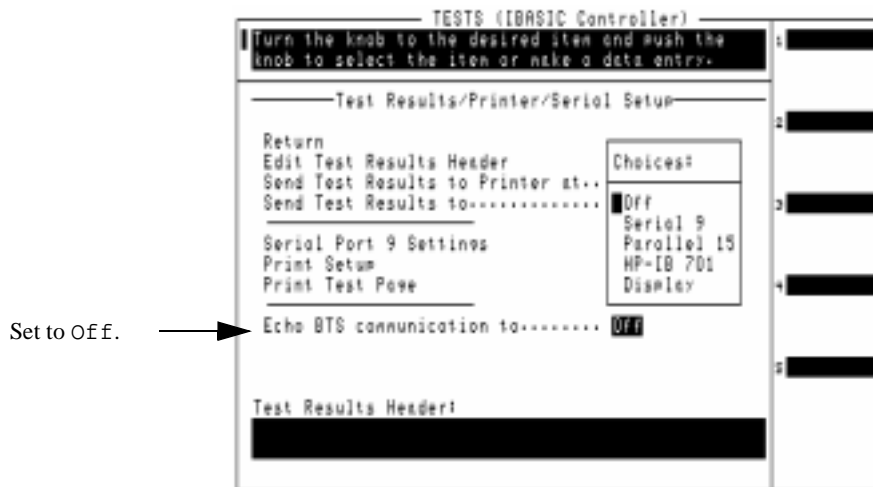 TESTS (IBASIC Controller)
Turn the knob to the desired item and push the
knob to select the item or make a data entry.
1
Test Results/Printer/Serial Setup
2
Return
Edit Test Results Header
Choices:
Send Test Results to Printer at..
Send Test Results to.............
Off
3
Serial 9
Serial Port 9 Settings
Parallel 15
Print Setup
HP-IB 701
Print Test Page
Display
4
Set to Off.
Echo BTS communication to........ Off
5
Test Results Header: